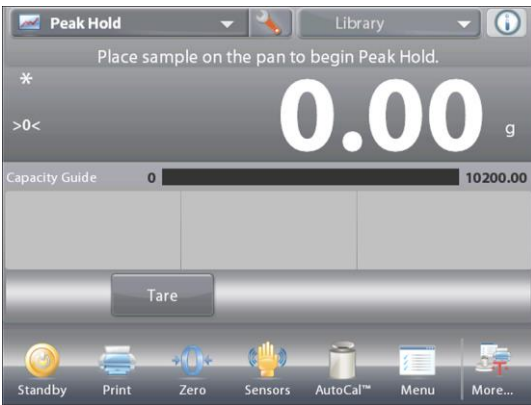 Peak Hold Library
Place sample on the pan to begin Peak Hold.
*
>0<
0.00 g
Capacity Guide 0 10200.00
Tare
Standby Print Zero Sensors AutoCal™ Menu More...